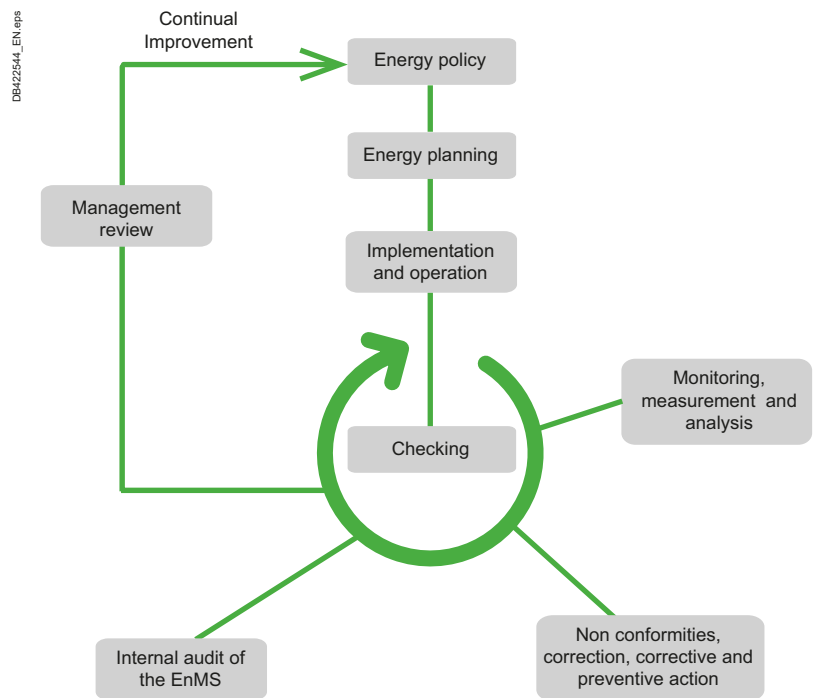 DB422544_EN.eps
Continual
Improvement
Energy policy
Energy planning
Management
review
Implementation
and operation
Monitoring,
measurement and
analysis
Checking
Internal audit of
the EnMS
Non conformities,
correction, corrective and
preventive action